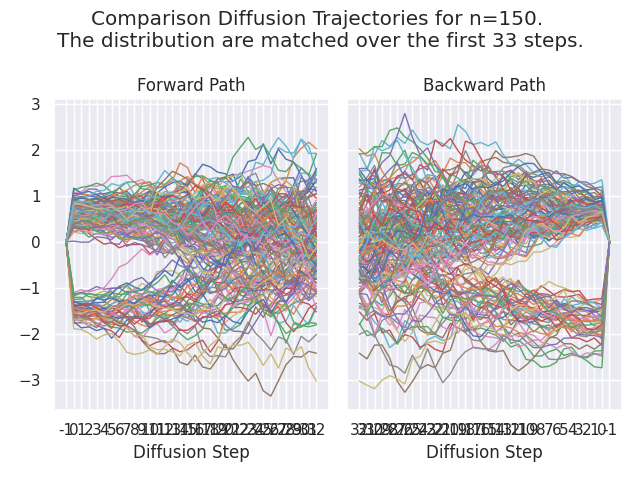 Comparison Diffusion Trajectories for n=150.
The distribution are matched over the first 33 steps.
Forward Path
Backward Path
3
2
1
0
−1
−2
−3
Diffusion Step
Diffusion Step